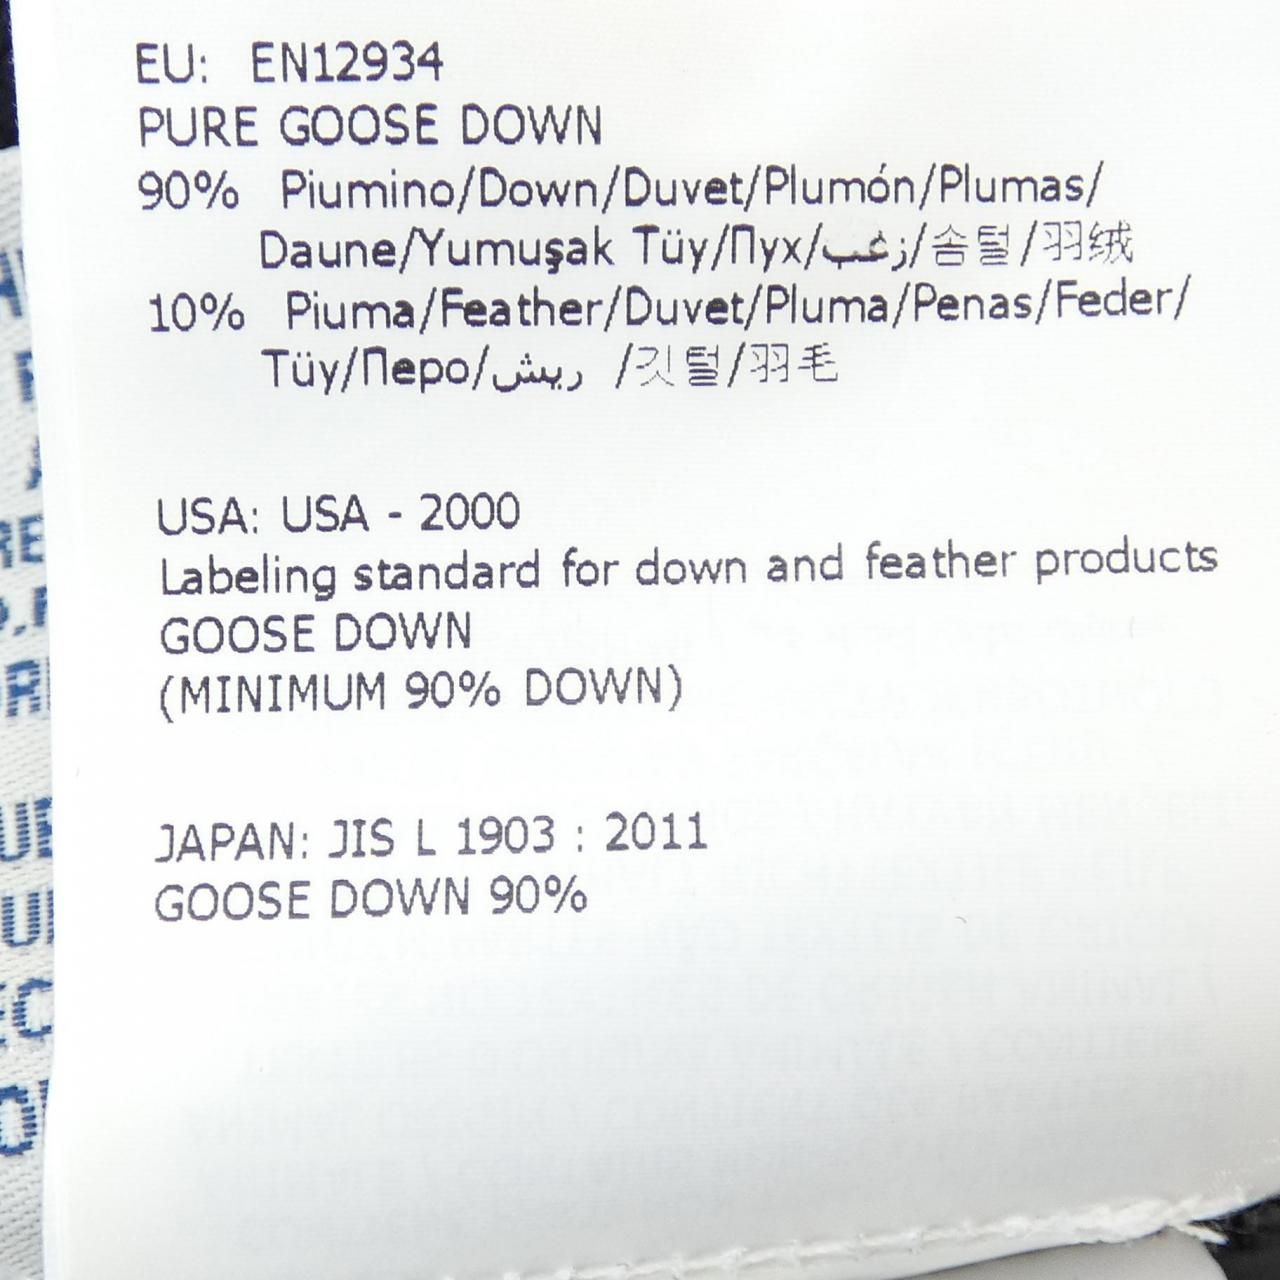 EU: EN12934
PURE GOOSE DOWN
90% Piumino/Down/Duvet/Plumón/Plumas/
Daune/Yumuşak Tüy/Пух/زغب/솜털/羽绒
10% Piuma/Feather/Duvet/Pluma/Penas/Feder/
Tüy/Перо/ريش /깃털/羽毛
USA: USA - 2000
Labeling standard for down and feather products
GOOSE DOWN
(MINIMUM 90% DOWN)
JAPAN: JIS L 1903 : 2011
GOOSE DOWN 90%